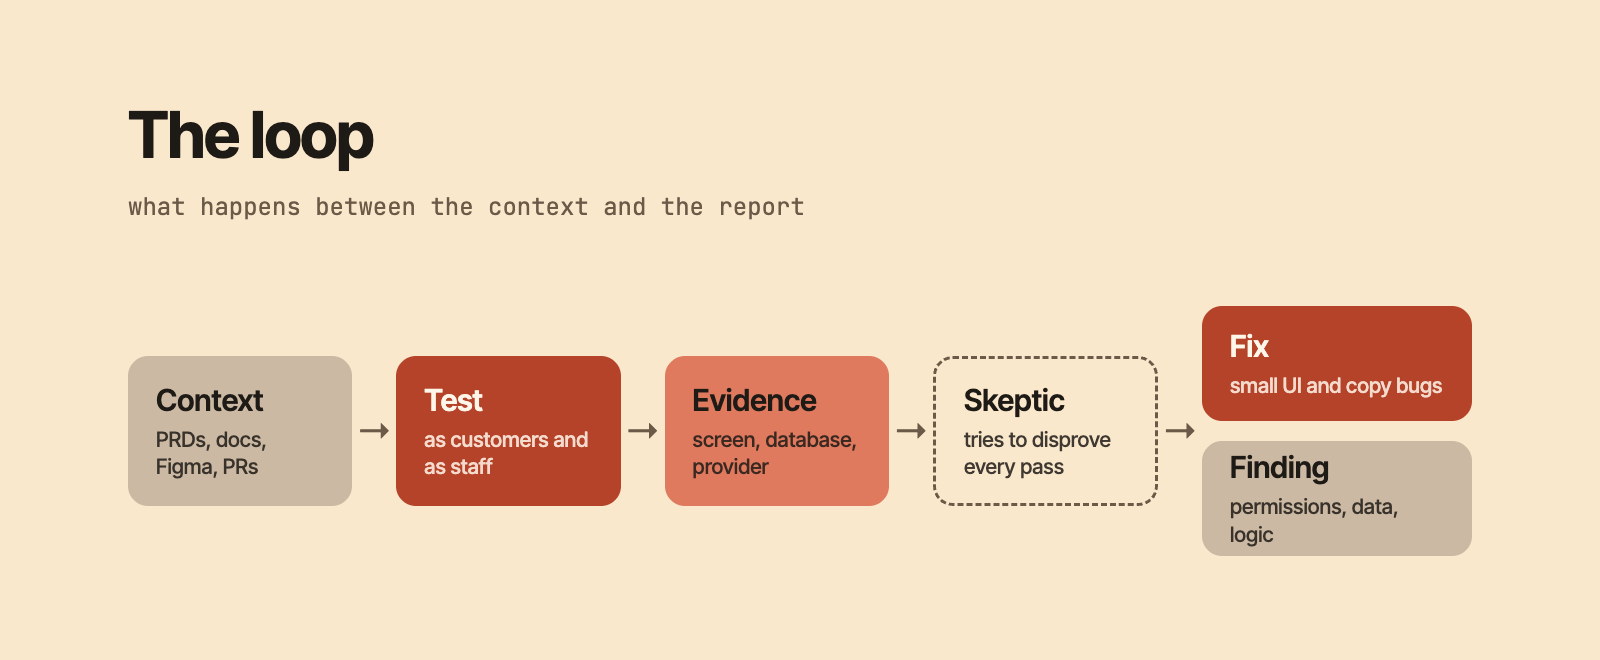 The loop
what happens between the context and the report
Context
PRDs, docs,
Figma, PRs
Test
as customers and
as staff
Evidence
screen, database,
provider
Skeptic
tries to disprove
every pass
Fix
small UI and copy bugs
Finding
permissions, data,
logic